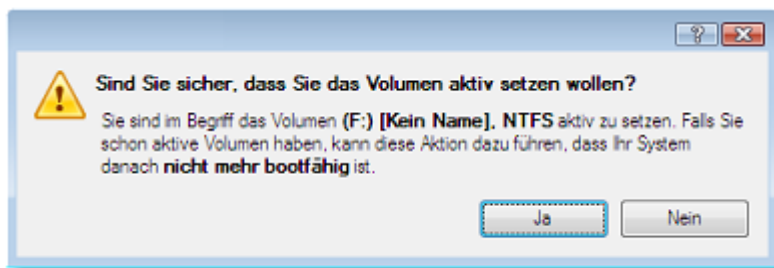 Sind Sie sicher, dass Sie das Volumen aktiv setzen wollen?
Sie sind im Begriff das Volumen (F:) [Kein Name], NTFS aktiv zu setzen. Falls Sie
schon aktive Volumen haben, kann diese Aktion dazu führen, dass Ihr System
danach nicht mehr bootfähig ist.
Ja Nein